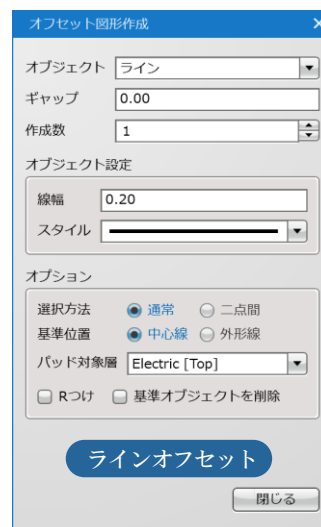 オフセット図形作成
オブジェクト ライン
ギャップ 0.00
作成数 1
オブジェクト設定
線幅 0.20
スタイル
オプション
選択方法 通常 二点間
基準位置 中心線 外形線
パッド対象層 Electric [Top]
Rつけ 基準オブジェクトを削除
ラインオフセット
閉じる